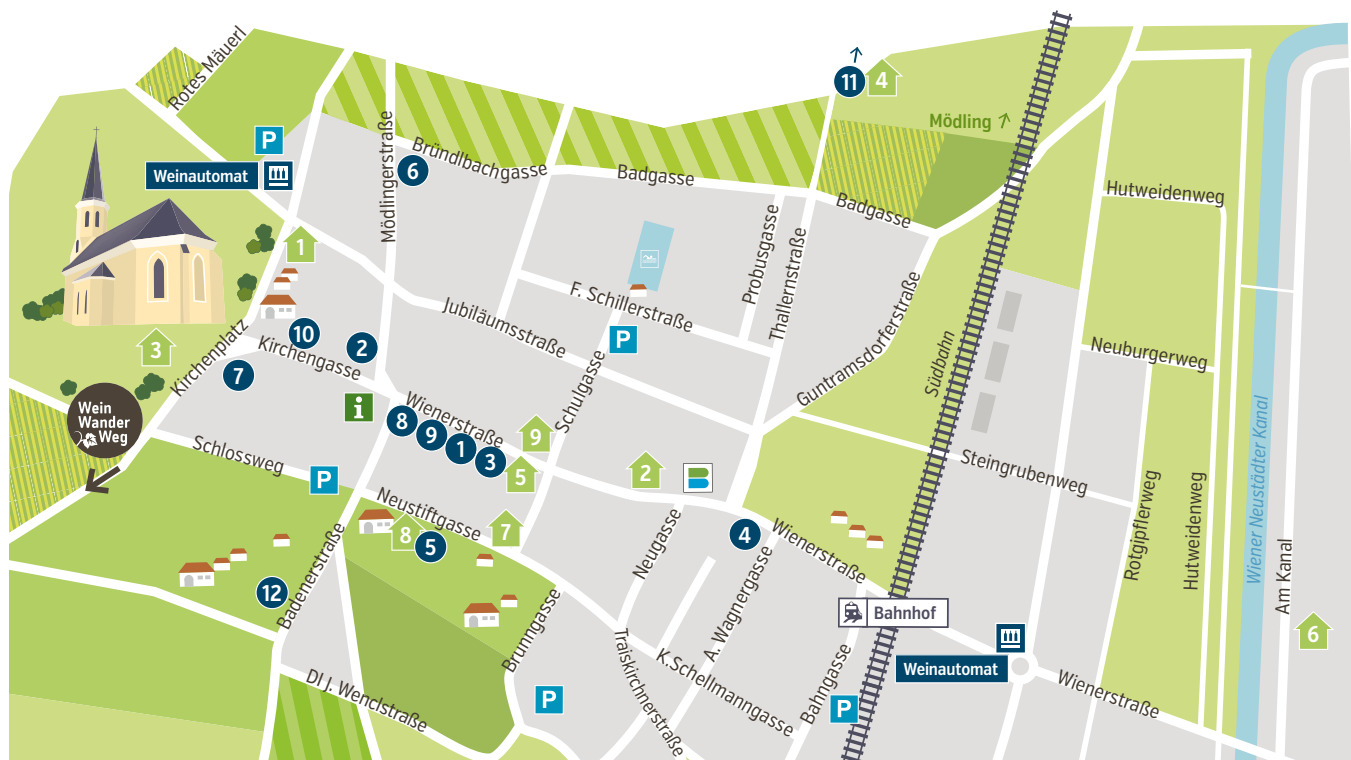 Rotes Mäuerl
P
Weinautomat
Mödlingerstraße
6
Bründlbachgasse
Badgasse
11
4
Mödling
Badgasse
Hutweidenweg
1
Probusgasse
Thallernstraße
F. Schillerstraße
P
Jubiläumsstraße
Guntramsdorferstraße
Südbahn
Neuburgerweg
3
Kirchenplatz
10
Kirchengasse
2
7
i
Wein
Wander
Weg
Schulgasse
Wienerstraße
8
9
1
3
9
5
2
Schlossweg
P
Steingrubenweg
Wiener Neustädter Kanal
Neustiftgasse
8
5
7
Neugasse
4
Wienerstraße
Rotgipflerweg
Hutweidenweg
Am Kanal
12
Badenerstraße
Brunngasse
A. Wagnergasse
Bahnhof
Weinautomat
6
Traiskirchnerstraße
K.Schellmanngasse
Bahngasse
P
P
Wienerstraße
DI J. Wenclstraße